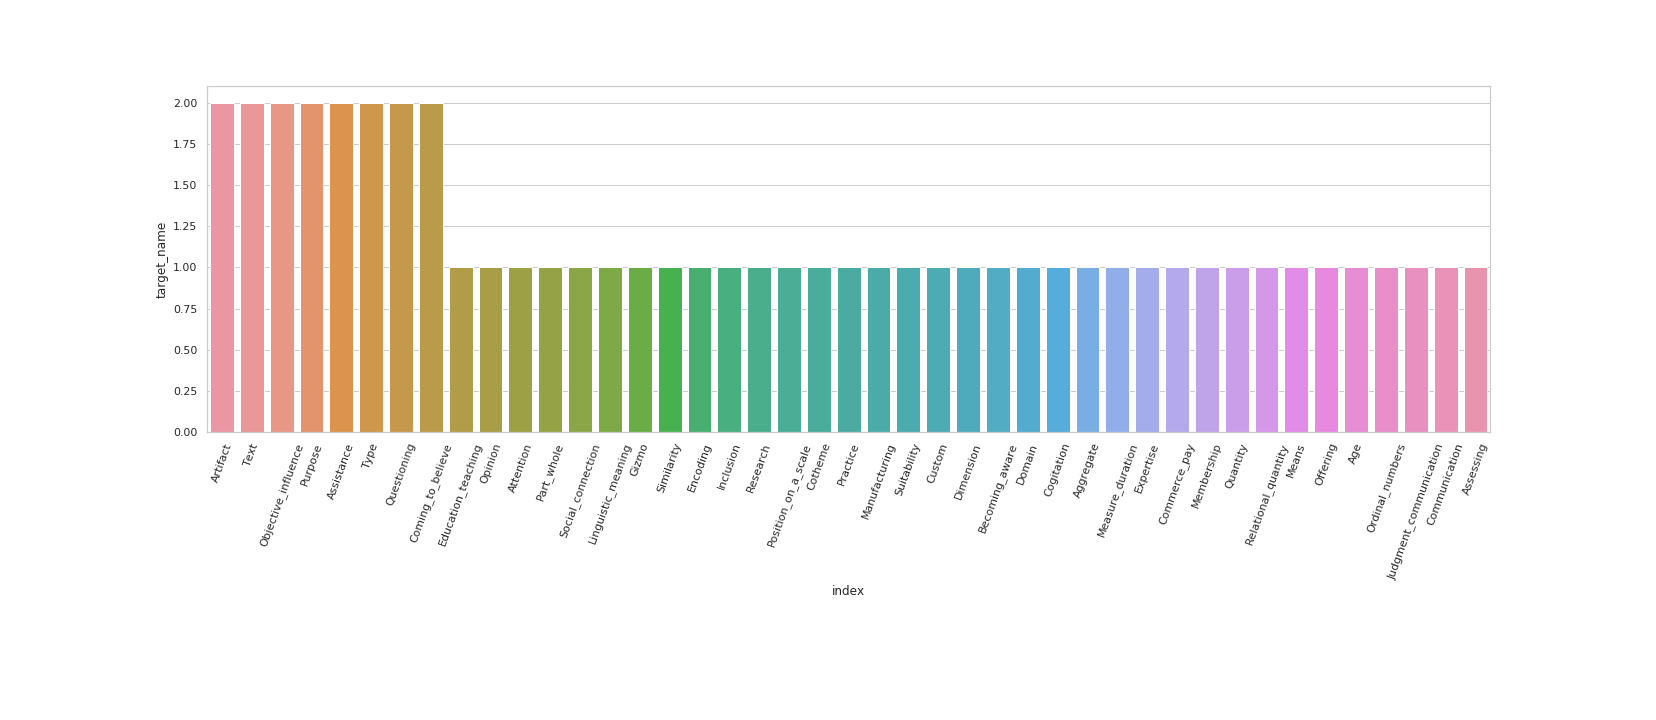 2.00
1.75
1.50
1.25
1.00
0.75
0.50
0.25
0.00
target_name
Artifact
Text
Objective_influence
Purpose
Assistance
Type
Questioning
Coming_to_believe
Education_teaching
Opinion
Attention
Part_whole
Social_connection
Linguistic_meaning
Gizmo
Similarity
Encoding
Inclusion
Research
Position_on_a_scale
Cotheme
Practice
Manufacturing
Suitability
Custom
Dimension
Becoming_aware
Domain
Cogitation
Aggregate
Measure_duration
Expertise
Commerce_pay
Membership
Quantity
Relational_quantity
Means
Offering
Age
Ordinal_numbers
Judgment_communication
Communication
Assessing
index